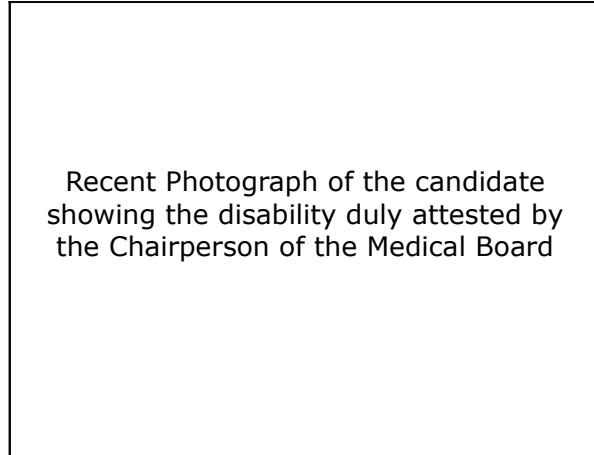 Recent Photograph of the candidate
showing the disability duly attested by
the Chairperson of the Medical Board